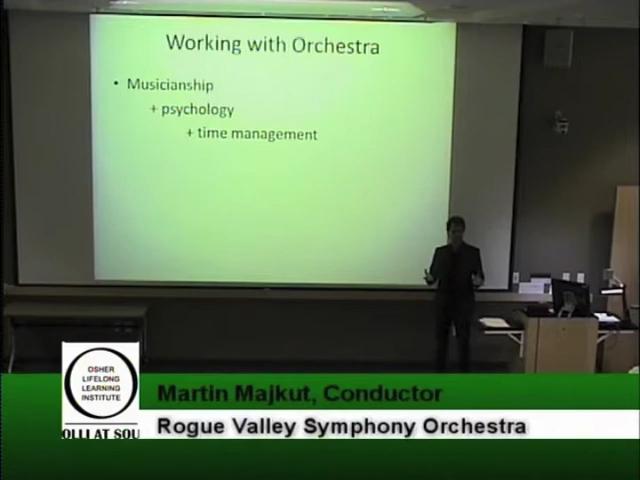 Working with Orchestra
• Musicianship
+ psychology
+ time management
OSHER
LIFELONG
LEARNING
INSTITUTE
OLLI AT SOU
Martin Majkut, Conductor
Rogue Valley Symphony Orchestra